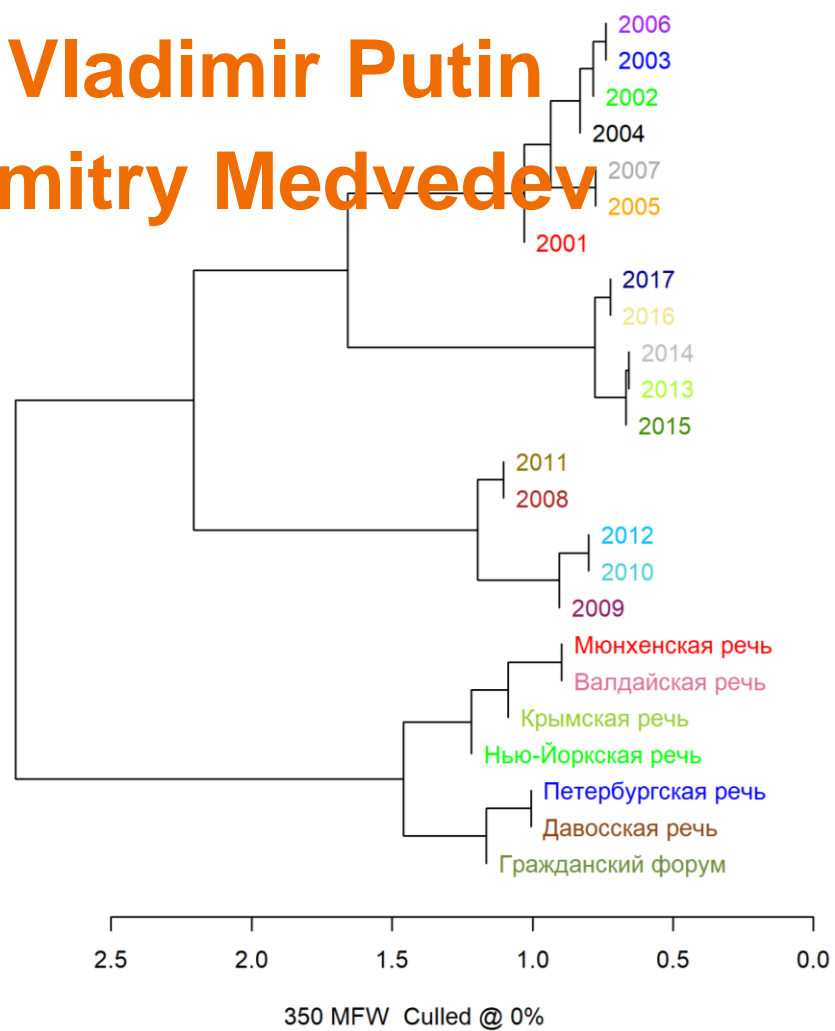 Vladimir Putin
mitry Medvedev
2006
2003
2002
2004
2007
2005
2001
2017
2016
2014
2013
2015
2011
2008
2012
2010
2009
Мюнхенская речь
Валдайская речь
Крымская речь
Нью-Йоркская речь
Петербургская речь
Давосская речь
Гражданский форум
2.5 2.0 1.5 1.0 0.5 0.0
350 MFW Culled @ 0%